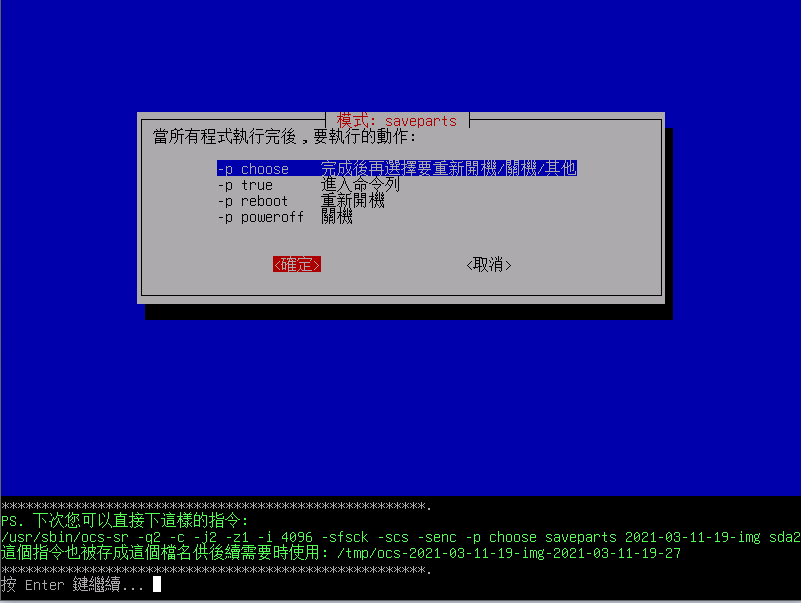 模式: saveparts
當所有程式執行完後，要執行的動作:
-p choose 完成後再選擇要重新開機/關機/其他
-p true 進入命令列
-p reboot 重新開機
-p poweroff 關機
<確定> <取消>
*****************************************************.
PS. 下次您可以直接下這樣的指令:
/usr/sbin/ocs-sr -q2 -c -j2 -z1 -i 4096 -sfsck -scs -senc -p choose saveparts 2021-03-11-19-img sda2
這個指令也被存成這個檔名供後續需要時使用: /tmp/ocs-2021-03-11-19-img-2021-03-11-19-27
*****************************************************.
按 Enter 鍵繼續...